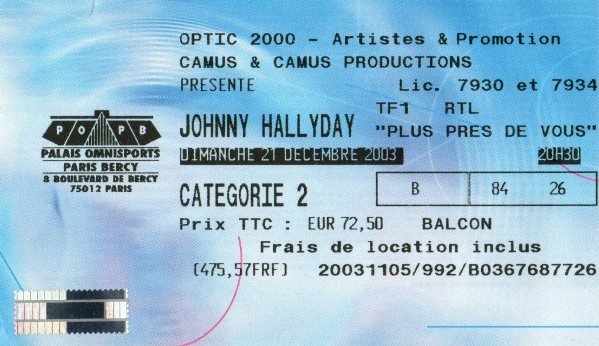 OPTIC 2000 - Artistes & Promotion
CAMUS & CAMUS PRODUCTIONS
PRESENTE Lic. 7930 et 7934
TF1 RTL
JOHNNY HALLYDAY "PLUS PRES DE VOUS"
DIMANCHE 21 DECEMBRE 2003 20H30
P O P B
PALAIS OMNISPORTS
PARIS BERCY
8 BOULEVARD DE BERCY
75012 PARIS
CATEGORIE 2 B 84 26
Prix TTC : EUR 72,50 BALCON
Frais de location inclus
(475,57FRF) 20031105/992/B0367687726